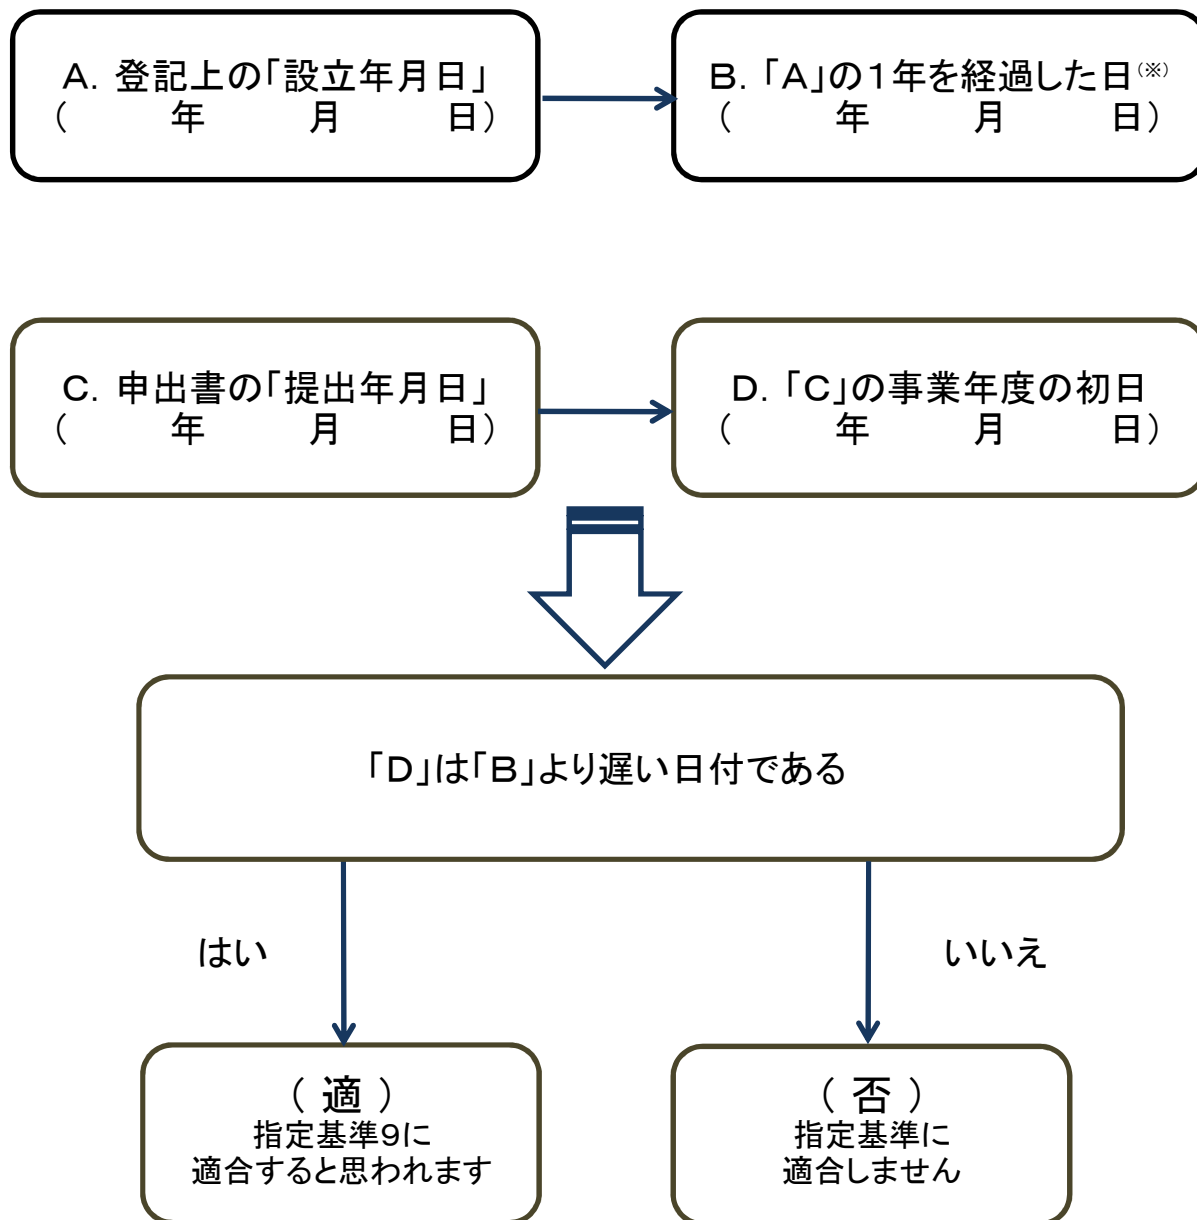 A. 登記上の「設立年月日」
( 年 月 日)
B. 「A」の1年を経過した日(※)
( 年 月 日)
C. 申出書の「提出年月日」
( 年 月 日)
D. 「C」の事業年度の初日
( 年 月 日)
「D」は「B」より遅い日付である
はい
いいえ
( 適 )
指定基準9に
適合すると思われます
( 否 )
指定基準に
適合しません